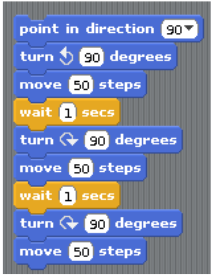 point in direction 90
turn 90 degrees
move 50 steps
wait 1 secs
turn 90 degrees
move 50 steps
wait 1 secs
turn 90 degrees
move 50 steps